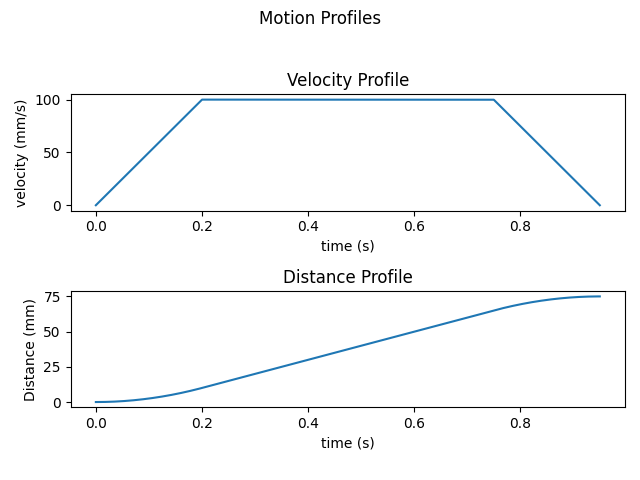 Motion Profiles
Velocity Profile
velocity (mm/s)
100
50
0
0.0 0.2 0.4 0.6 0.8
time (s)
Distance Profile
Distance (mm)
75
50
25
0
0.0 0.2 0.4 0.6 0.8
time (s)